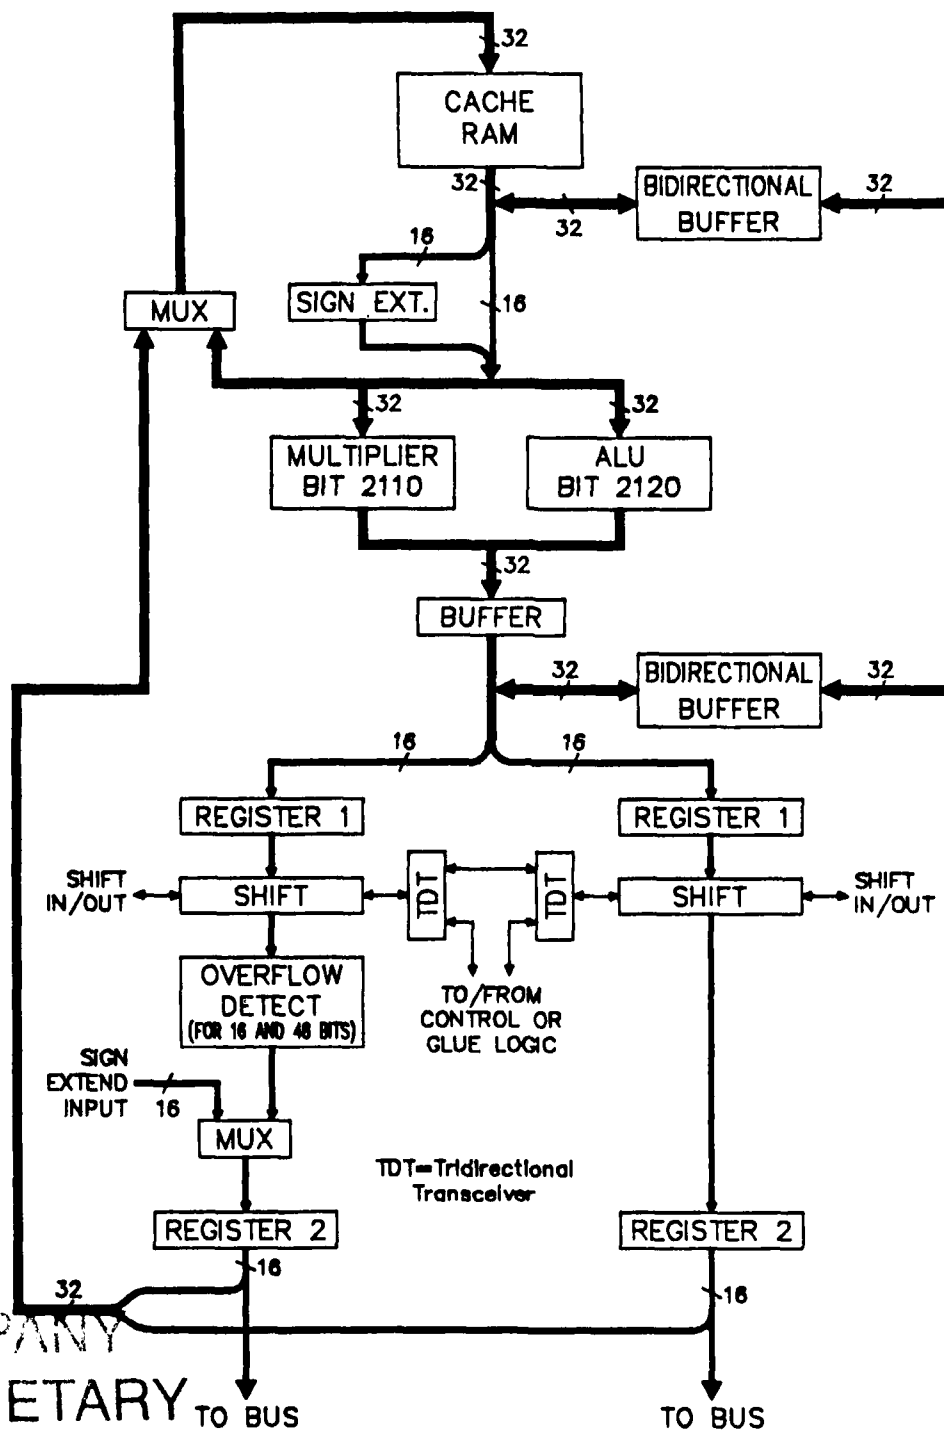 32
CACHE
RAM
32
32
BIDIRECTIONAL
BUFFER
32
16
SIGN EXT.
16
MUX
32
32
MULTIPLIER
BIT 2110
ALU
BIT 2120
32
BUFFER
32
BIDIRECTIONAL
BUFFER
32
16
16
REGISTER 1
REGISTER 1
SHIFT
IN/OUT
SHIFT
TDT
TDT
SHIFT
SHIFT
IN/OUT
OVERFLOW
DETECT
(FOR 16 AND 48 BITS)
TO/FROM
CONTROL OR
GLUE LOGIC
SIGN
EXTEND
INPUT
16
MUX
TDT=Tridirectional
Transceiver
REGISTER 2
REGISTER 2
16
16
32
PANY
ETARY
TO BUS
TO BUS